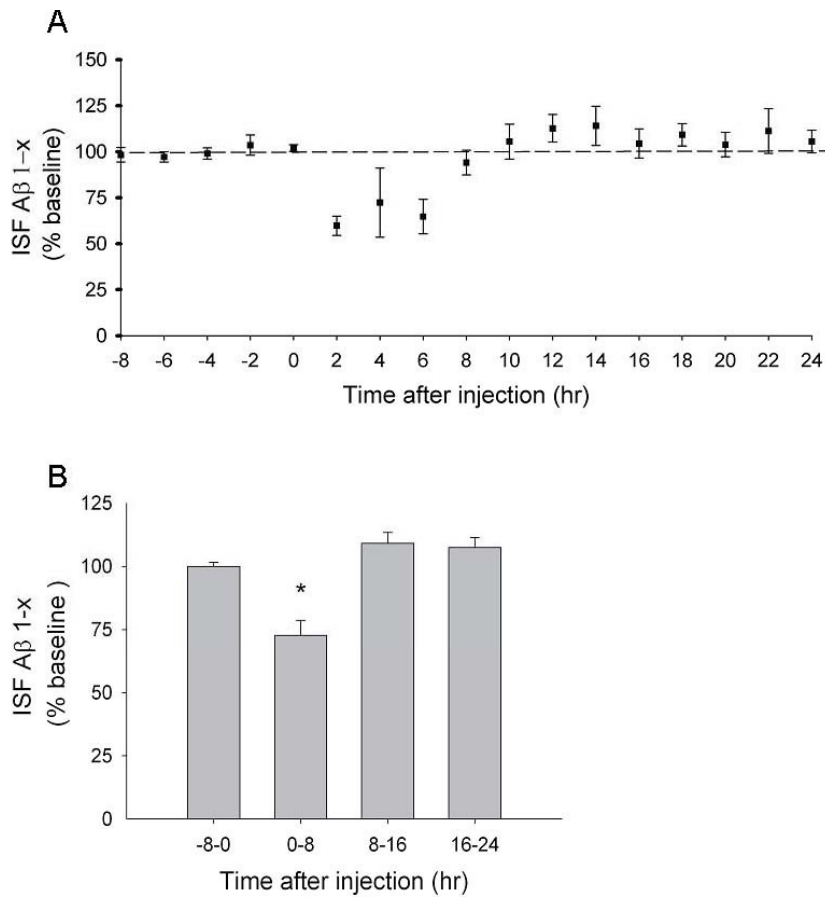 A
150
125
100
75
50
25
0
ISF Aβ 1–x
(% baseline)
-8 -6 -4 -2 0 2 4 6 8 10 12 14 16 18 20 22 24
Time after injection (hr)
B
125
100
75
50
25
0
ISF Aβ 1-x
(% baseline )
*
-8-0 0-8 8-16 16-24
Time after injection (hr)